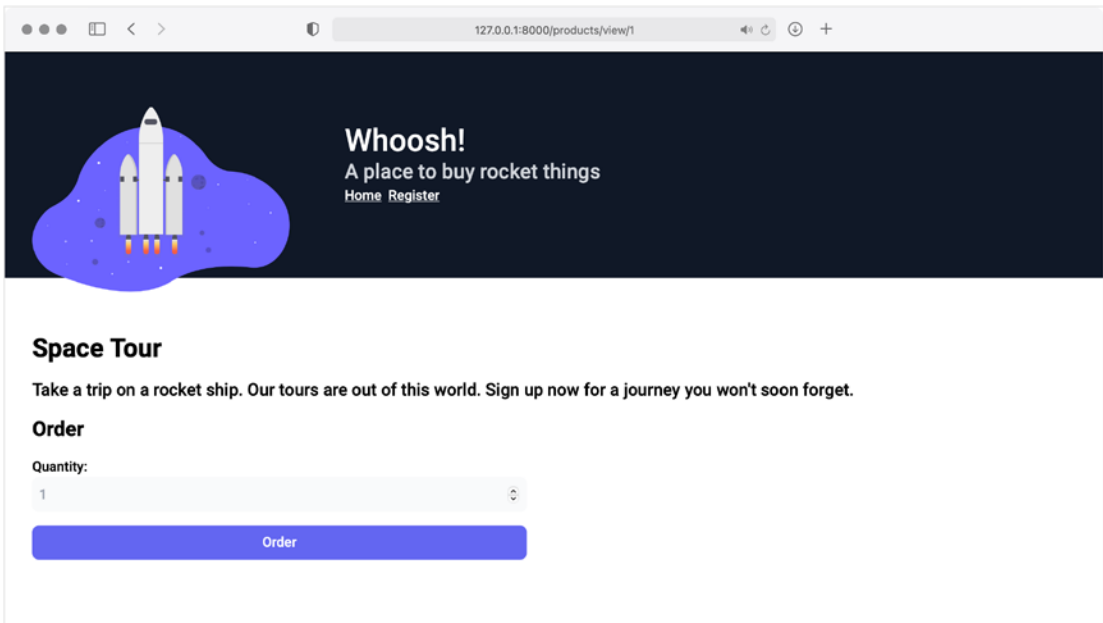 127.0.0.1:8000/products/view/1
Whoosh!
A place to buy rocket things
Home Register
Space Tour
Take a trip on a rocket ship. Our tours are out of this world. Sign up now for a journey you won't soon forget.
Order
Quantity:
1
Order